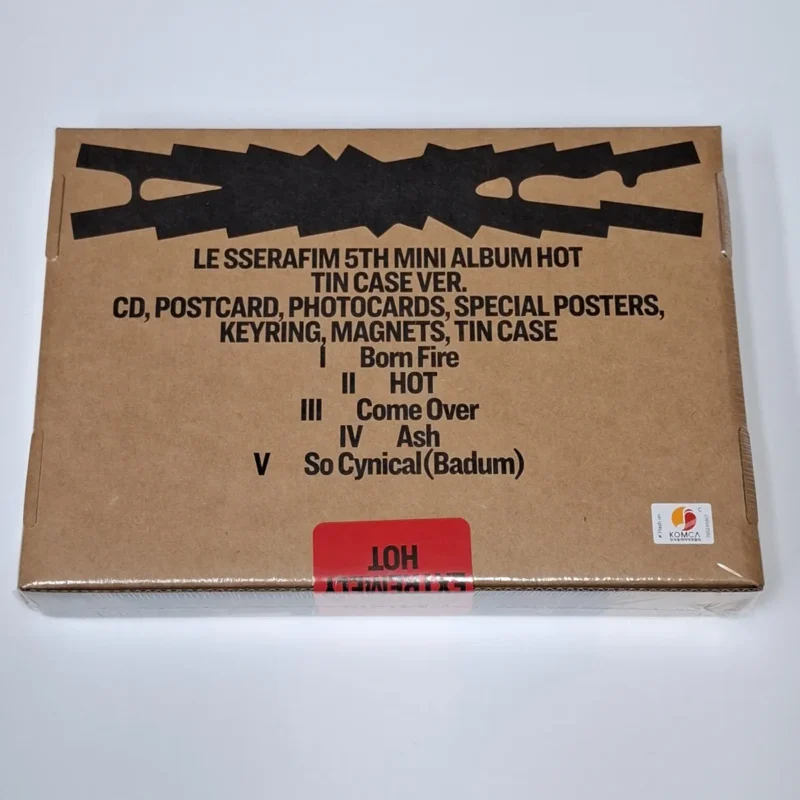 LE SSERAFIM 5TH MINI ALBUM HOT
TIN CASE VER.
CD, POSTCARD, PHOTOCARDS, SPECIAL POSTERS,
KEYRING, MAGNETS, TIN CASE
I Born Fire
II HOT
III Come Over
IV Ash
V So Cynical (Badum)
KOMCA
EXTREMELY
HOT